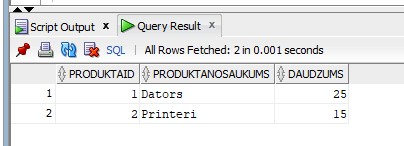 Script Output x Query Result x
SQL | All Rows Fetched: 2 in 0.001 seconds
PRODUKTAID PRODUKTANOSAUKUMS DAUDZUMS
1 1 Dators 25
2 2 Printeri 15